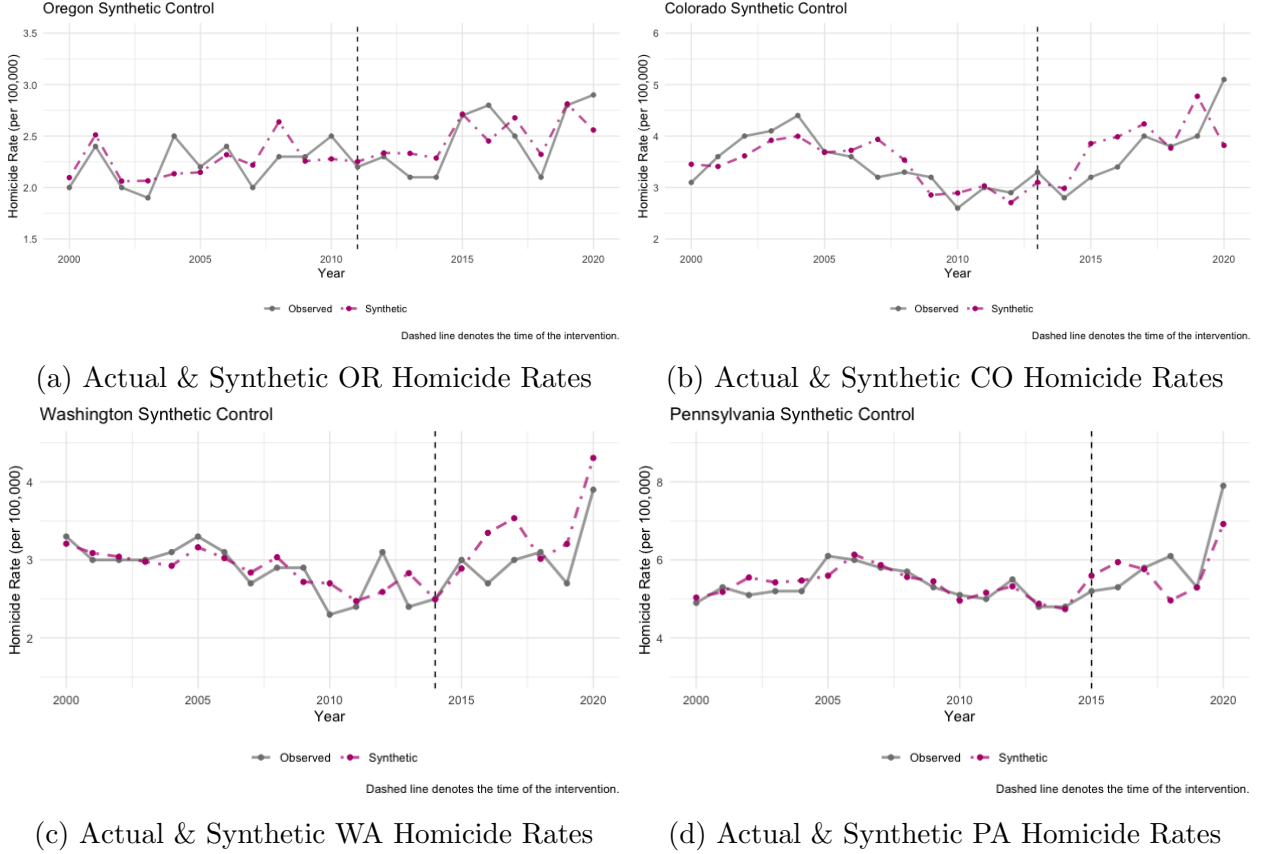 Oregon Synthetic Control
3.5
3.0
2.5
2.0
1.5
Homicide Rate (per 100,000)
2000 2005 2010 2015 2020
Year
Observed Synthetic
Dashed line denotes the time of the intervention.
(a) Actual & Synthetic OR Homicide Rates
Colorado Synthetic Control
6
5
4
3
2
Homicide Rate (per 100,000)
2000 2005 2010 2015 2020
Year
Observed Synthetic
Dashed line denotes the time of the intervention.
(b) Actual & Synthetic CO Homicide Rates
Washington Synthetic Control
4
3
2
Homicide Rate (per 100,000)
2000 2005 2010 2015 2020
Year
Observed Synthetic
Dashed line denotes the time of the intervention.
(c) Actual & Synthetic WA Homicide Rates
Pennsylvania Synthetic Control
8
6
4
Homicide Rate (per 100,000)
2000 2005 2010 2015 2020
Year
Observed Synthetic
Dashed line denotes the time of the intervention.
(d) Actual & Synthetic PA Homicide Rates